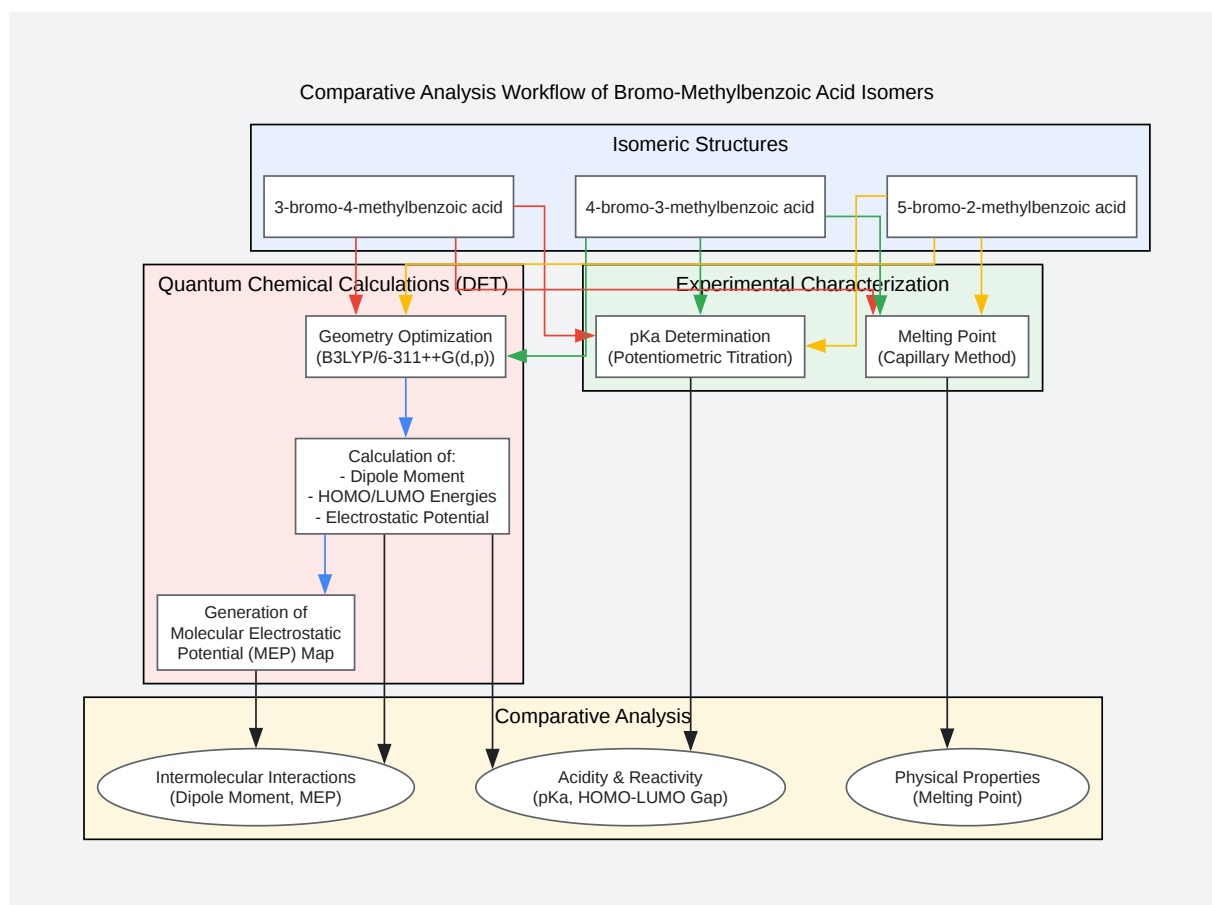 Comparative Analysis Workflow of Bromo-Methylbenzoic Acid Isomers
Isomeric Structures
3-bromo-4-methylbenzoic acid
4-bromo-3-methylbenzoic acid
5-bromo-2-methylbenzoic acid
Quantum Chemical Calculations (DFT)
Experimental Characterization
Geometry Optimization
(B3LYP/6-311++G(d,p))
pKa Determination
(Potentiometric Titration)
Melting Point
(Capillary Method)
Calculation of:
- Dipole Moment
- HOMO/LUMO Energies
- Electrostatic Potential
Generation of
Molecular Electrostatic
Potential (MEP) Map
Comparative Analysis
Intermolecular Interactions
(Dipole Moment, MEP)
Acidity & Reactivity
(pKa, HOMO-LUMO Gap)
Physical Properties
(Melting Point)